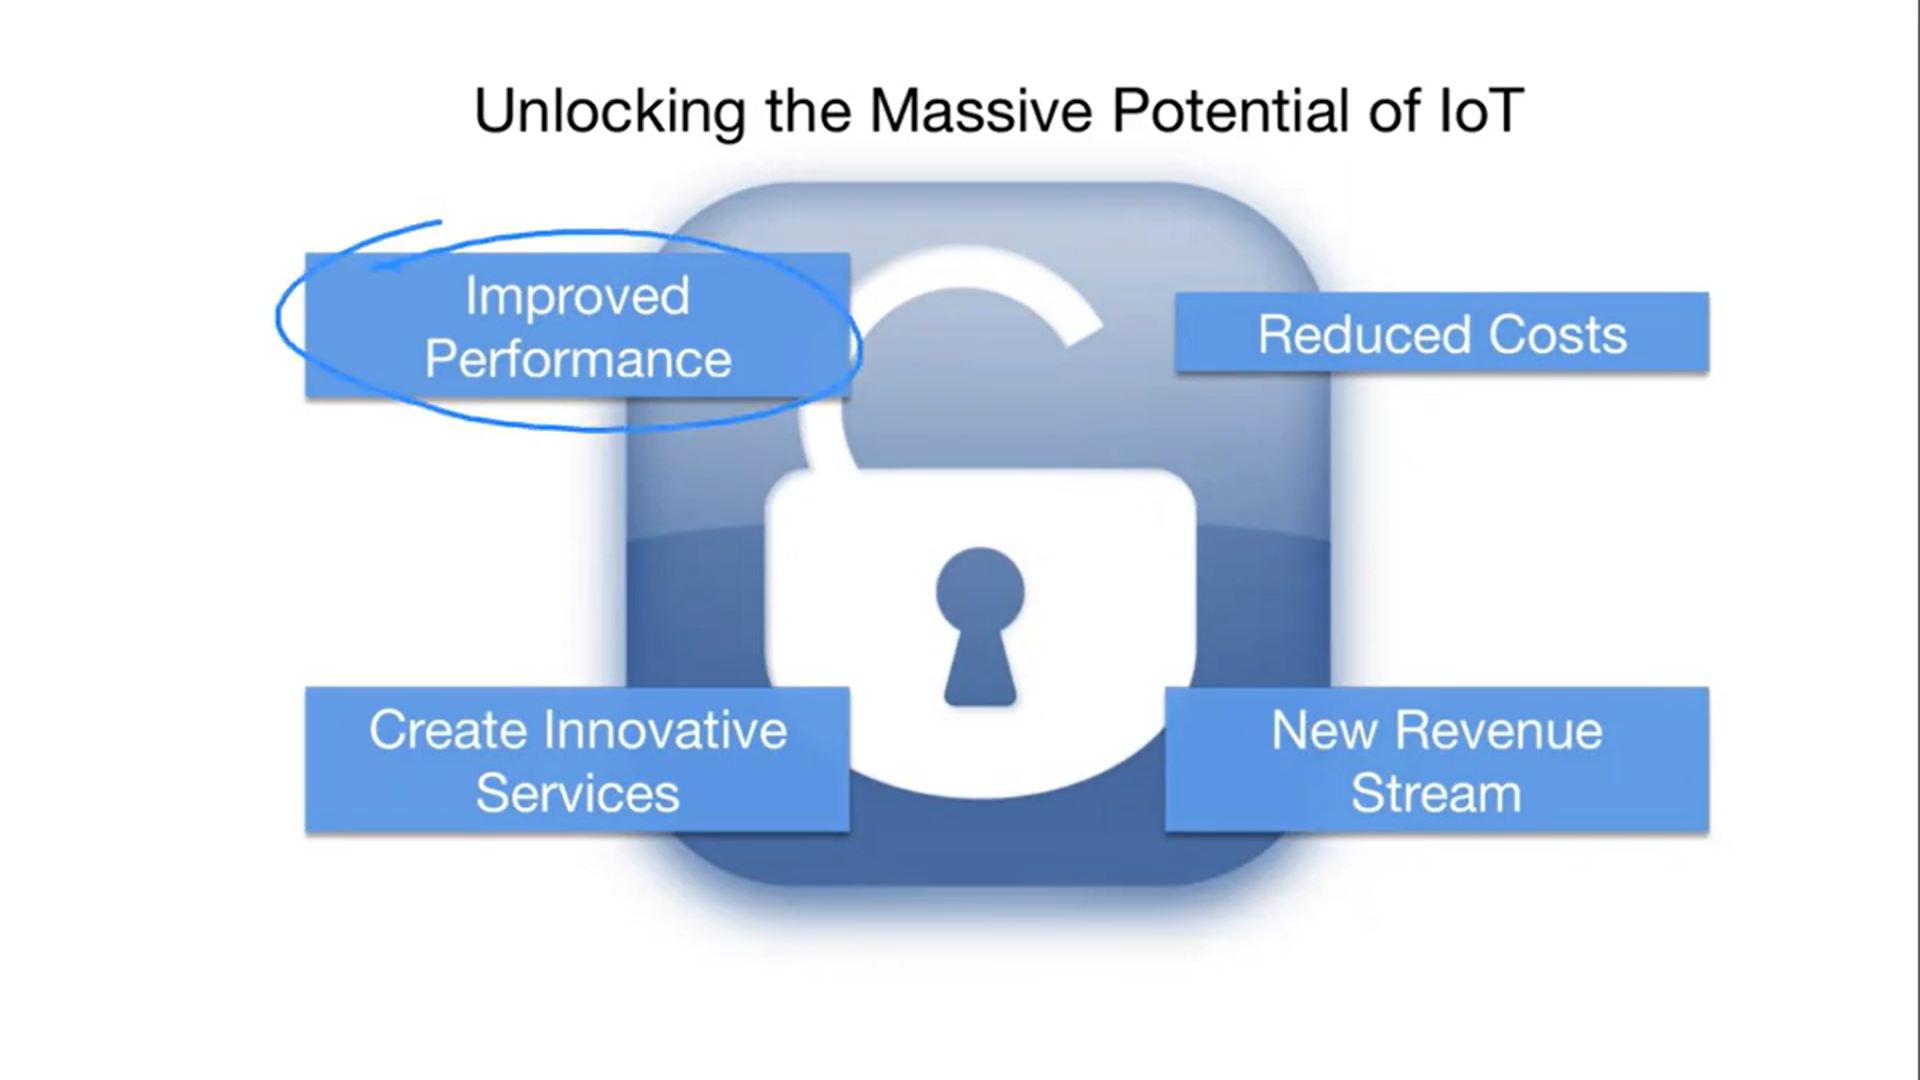 Unlocking the Massive Potential of IoT
Improved
Performance
Reduced Costs
Create Innovative
Services
New Revenue
Stream